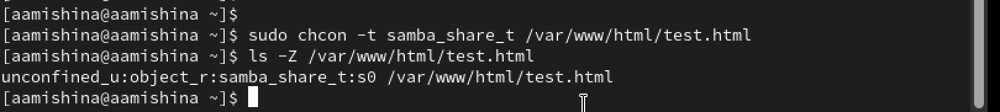 [aamishina@aamishina ~]$
[aamishina@aamishina ~]$ sudo chcon -t samba_share_t /var/www/html/test.html
[aamishina@aamishina ~]$ ls -Z /var/www/html/test.html
unconfined_u:object_r:samba_share_t:s0 /var/www/html/test.html
[aamishina@aamishina ~]$